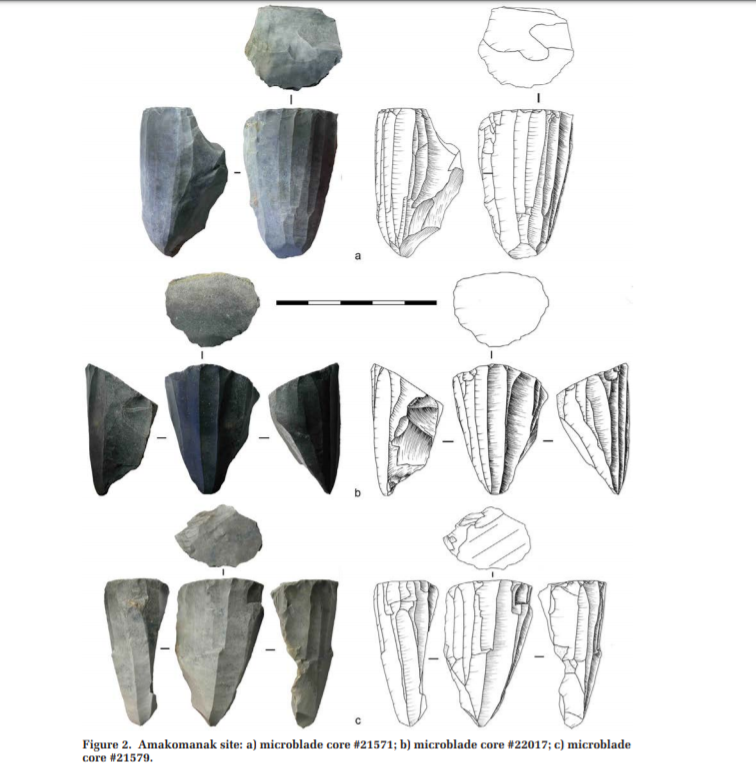 a
b
c
Figure 2. Amakomanak site: a) microblade core #21571; b) microblade core #22017; c) microblade
core #21579.